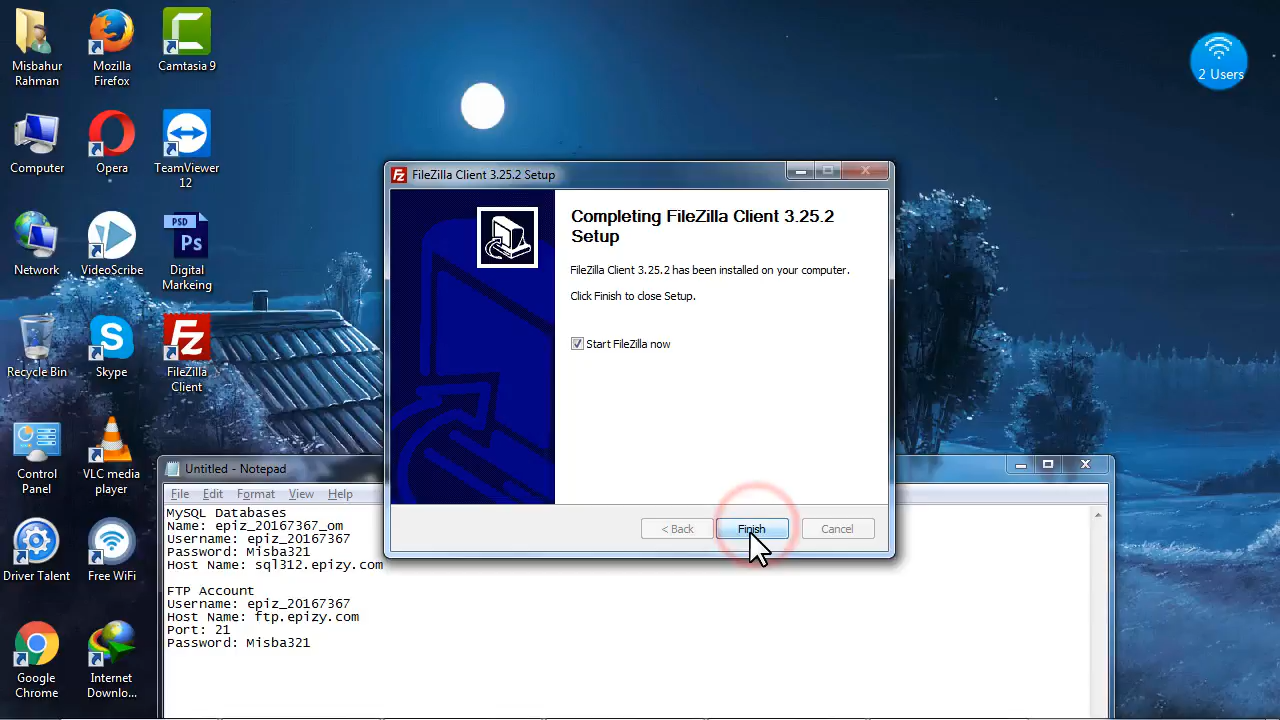 Misbahur
Rahman
Mozilla
Firefox
Camtasia 9
2 Users
Computer
Opera
TeamViewer
12
Network
VideoScribe
PSD
Ps
Digital
Markeing
Recycle Bin
Skype
Fz
FileZilla
Client
Control
Panel
VLC media
player
Driver Talent
Free WiFi
Google
Chrome
Internet
Downlo...
Fz FileZilla Client 3.25.2 Setup
Completing FileZilla Client 3.25.2
Setup
FileZilla Client 3.25.2 has been installed on your computer.
Click Finish to close Setup.
Start FileZilla now
< Back Finish Cancel
Untitled - Notepad
File Edit Format View Help
MySQL Databases
Name: epiz_20167367_om
Username: epiz_20167367
Password: Misba321
Host Name: sql312.epizy.com
FTP Account
Username: epiz_20167367
Host Name: ftp.epizy.com
Port: 21
Password: Misba321